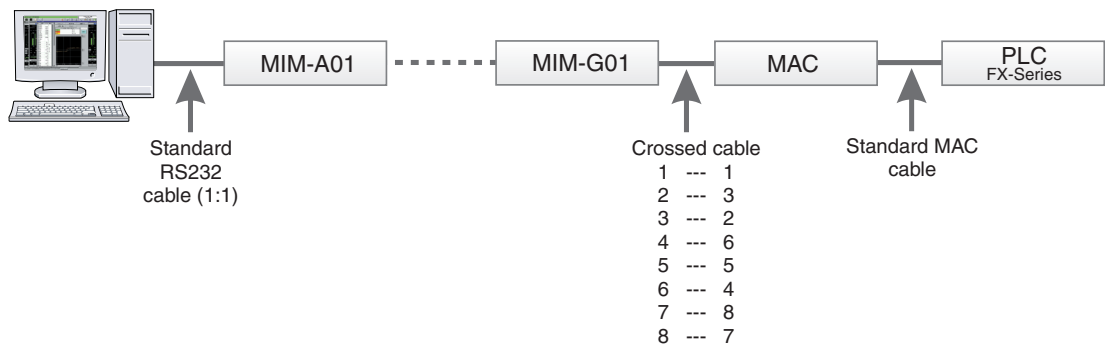 MIM-A01
MIM-G01
MAC
PLC
FX-Series
Standard
RS232
cable (1:1)
Crossed cable
1 --- 1
2 --- 3
3 --- 2
4 --- 6
5 --- 5
6 --- 4
7 --- 8
8 --- 7
Standard MAC
cable